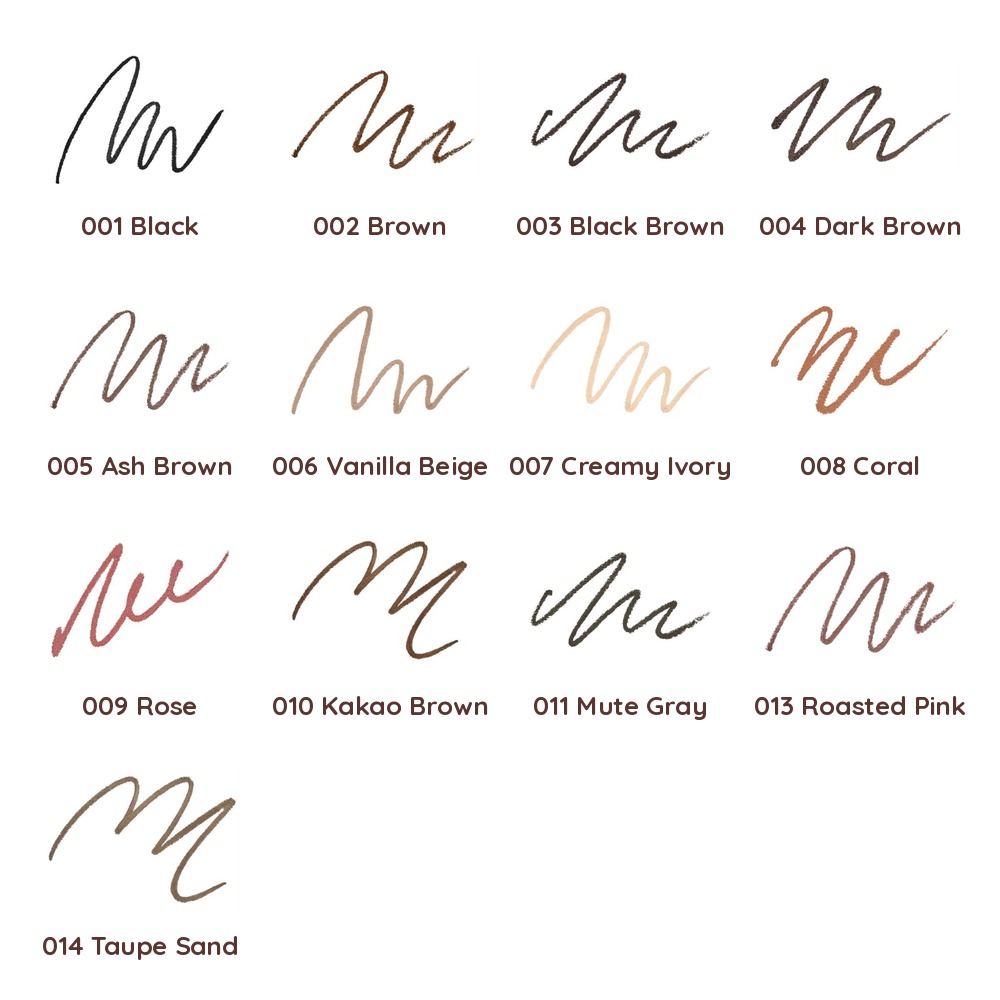 001 Black
002 Brown
003 Black Brown
004 Dark Brown
005 Ash Brown
006 Vanilla Beige
007 Creamy Ivory
008 Coral
009 Rose
010 Kakao Brown
011 Mute Gray
013 Roasted Pink
014 Taupe Sand